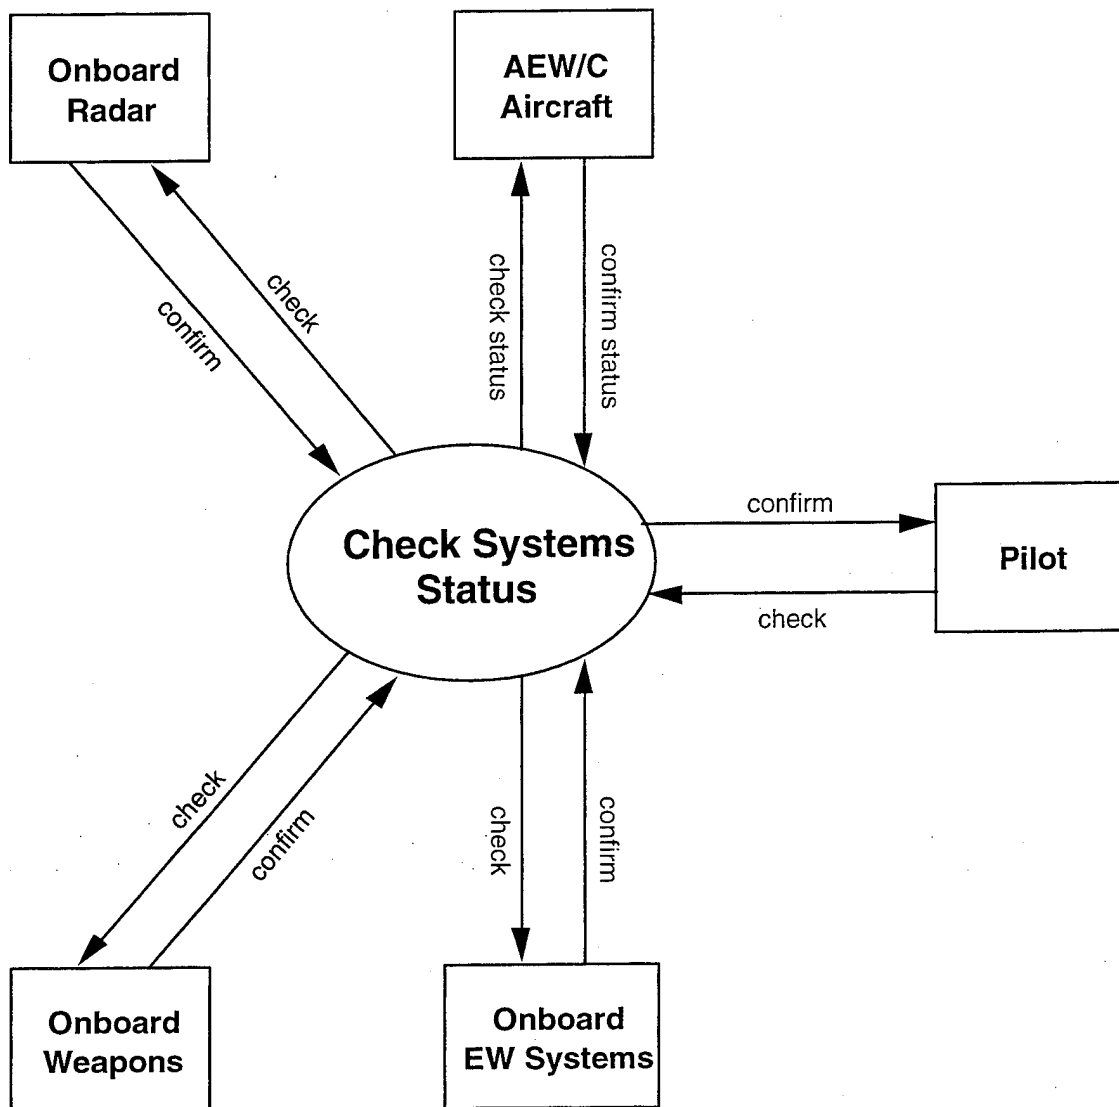 Onboard
Radar
AEW/C
Aircraft
check
confirm
check status
confirm status
confirm
Check Systems
Status
Pilot
check
check
confirm
check
confirm
Onboard
Weapons
Onboard
EW Systems